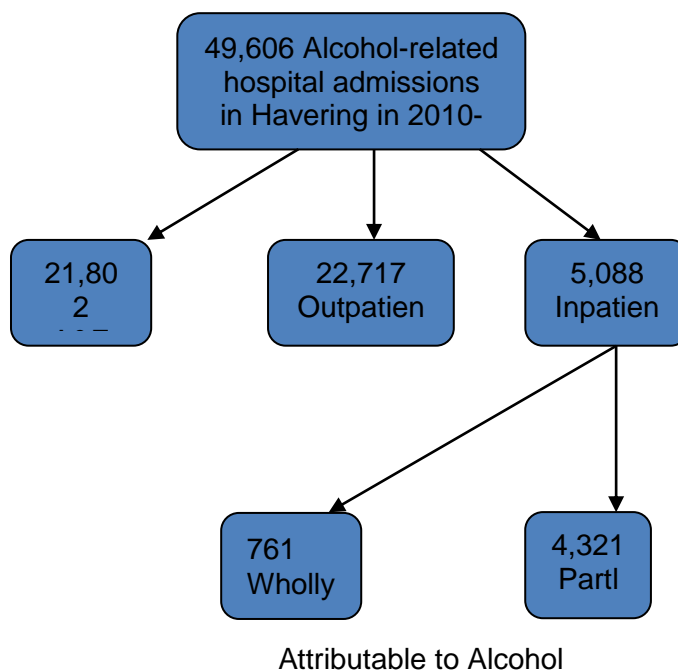 49,606 Alcohol-related
hospital admissions
in Havering in 2010-
21,80
2
22,717
Outpatien
5,088
Inpatien
761
Wholly
4,321
Partl
Attributable to Alcohol